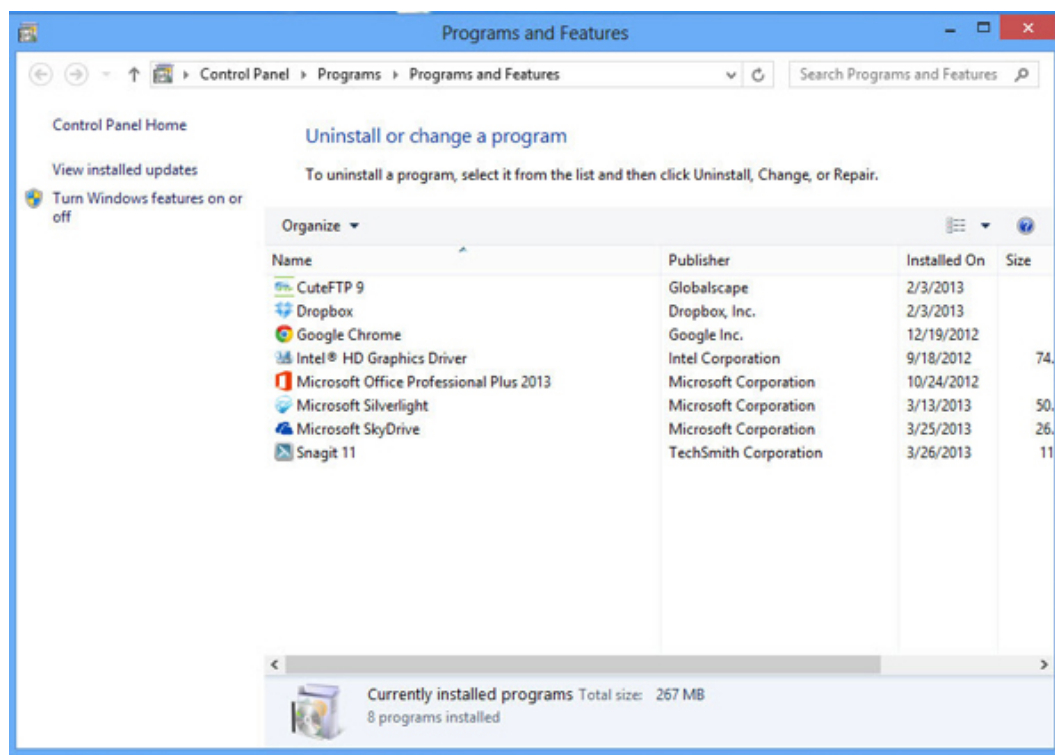 Programs and Features
Control Panel Programs Programs and Features
Search Programs and Features
Control Panel Home
View installed updates
Turn Windows features on or
off
Uninstall or change a program
To uninstall a program, select it from the list and then click Uninstall, Change, or Repair.
Organize
Name Publisher Installed On Size
CuteFTP 9 Globalscape 2/3/2013
Dropbox Dropbox, Inc. 2/3/2013
Google Chrome Google Inc. 12/19/2012
Intel® HD Graphics Driver Intel Corporation 9/18/2012 74.
Microsoft Office Professional Plus 2013 Microsoft Corporation 10/24/2012
Microsoft Silverlight Microsoft Corporation 3/13/2013 50.
Microsoft SkyDrive Microsoft Corporation 3/25/2013 26.
Snagit 11 TechSmith Corporation 3/26/2013 11
Currently installed programs Total size: 267 MB
8 programs installed